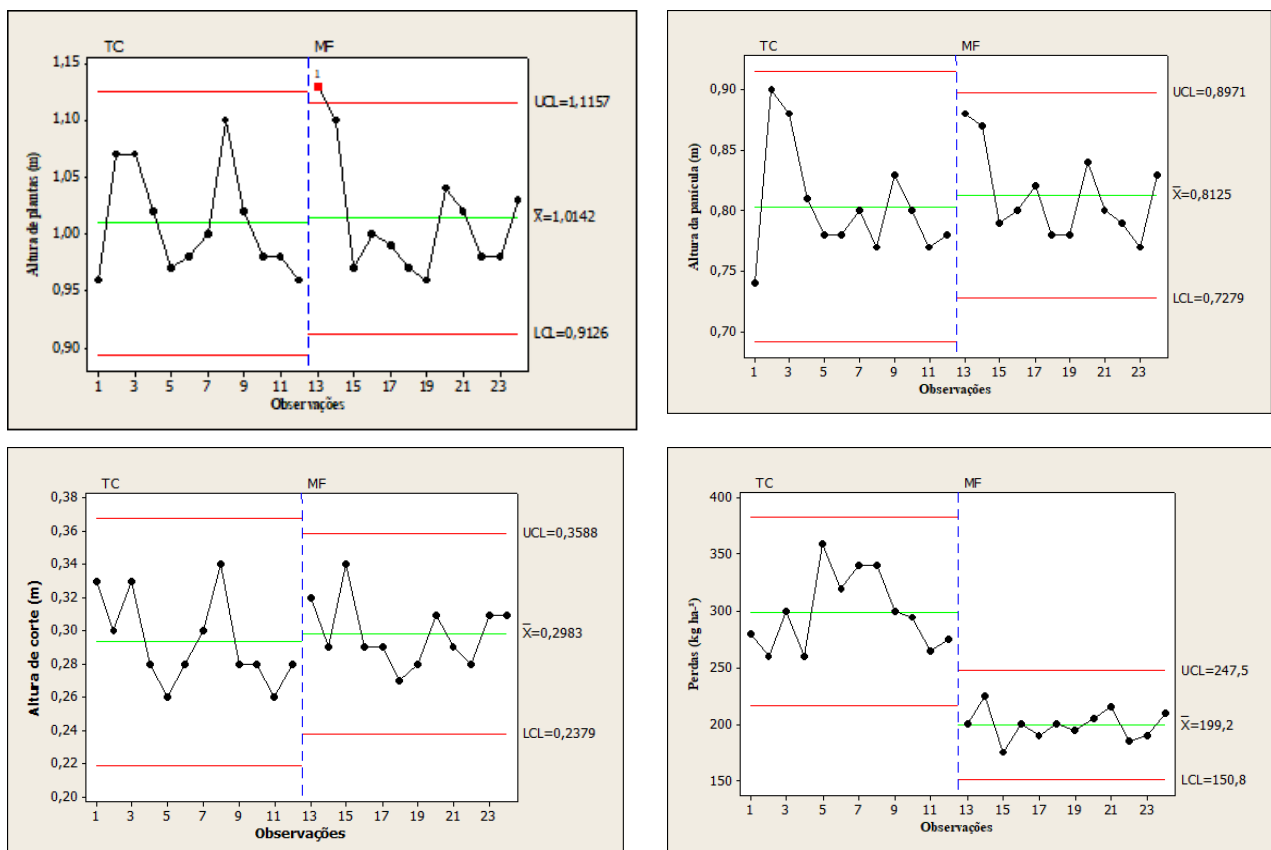 TC MF
1,15
1,10
1,05
1,00
0,95
0,90
Altura de plantas (m)
1
UCL=1,1157
X̿=1,0142
LCL=0,9126
1 3 5 7 9 11 13 15 17 19 21 23
Observações
TC MF
0,90
0,85
0,80
0,75
0,70
Altura da panícula (m)
UCL=0,8971
X̿=0,8125
LCL=0,7279
1 3 5 7 9 11 13 15 17 19 21 23
Observações
TC MF
0,38
0,36
0,34
0,32
0,30
0,28
0,26
0,24
0,22
0,20
Altura de corte (m)
UCL=0,3588
X̿=0,2983
LCL=0,2379
1 3 5 7 9 11 13 15 17 19 21 23
Observações
TC MF
400
350
300
250
200
150
Perdas (kg ha⁻¹)
UCL=247,5
X̿=199,2
LCL=150,8
1 3 5 7 9 11 13 15 17 19 21 23
Observações